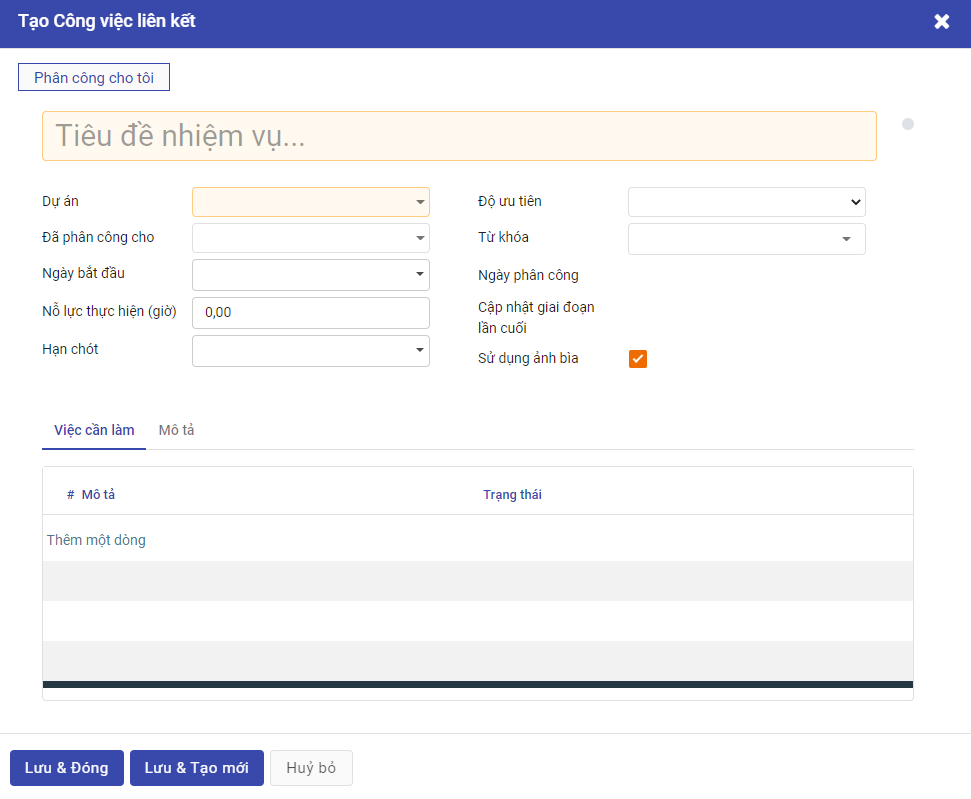 Tạo Công việc liên kết
Phân công cho tôi
Tiêu đề nhiệm vụ...
Dự án
Độ ưu tiên
Đã phân công cho
Từ khóa
Ngày bắt đầu
Ngày phân công
Nỗ lực thực hiện (giờ) 0,00
Cập nhật giai đoạn
lần cuối
Hạn chót
Sử dụng ảnh bìa
Việc cần làm Mô tả
# Mô tả Trạng thái
Thêm một dòng
Lưu & Đóng Lưu & Tạo mới Huỷ bỏ